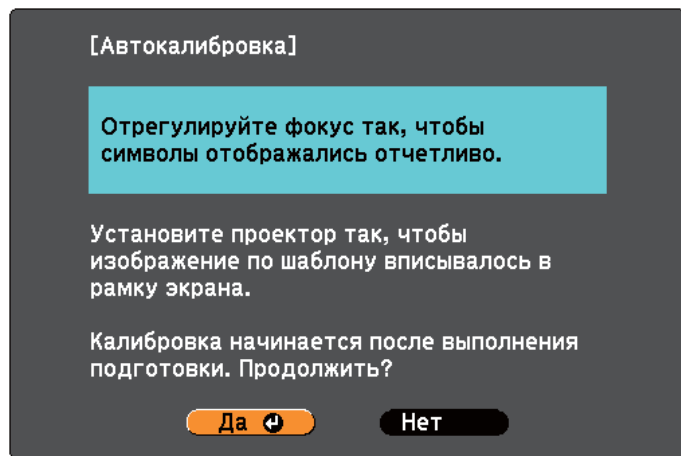 [Автокалибровка]
Отрегулируйте фокус так, чтобы
символы отображались отчетливо.
Установите проектор так, чтобы
изображение по шаблону вписывалось в
рамку экрана.
Калибровка начинается после выполнения
подготовки. Продолжить?
Да Нет